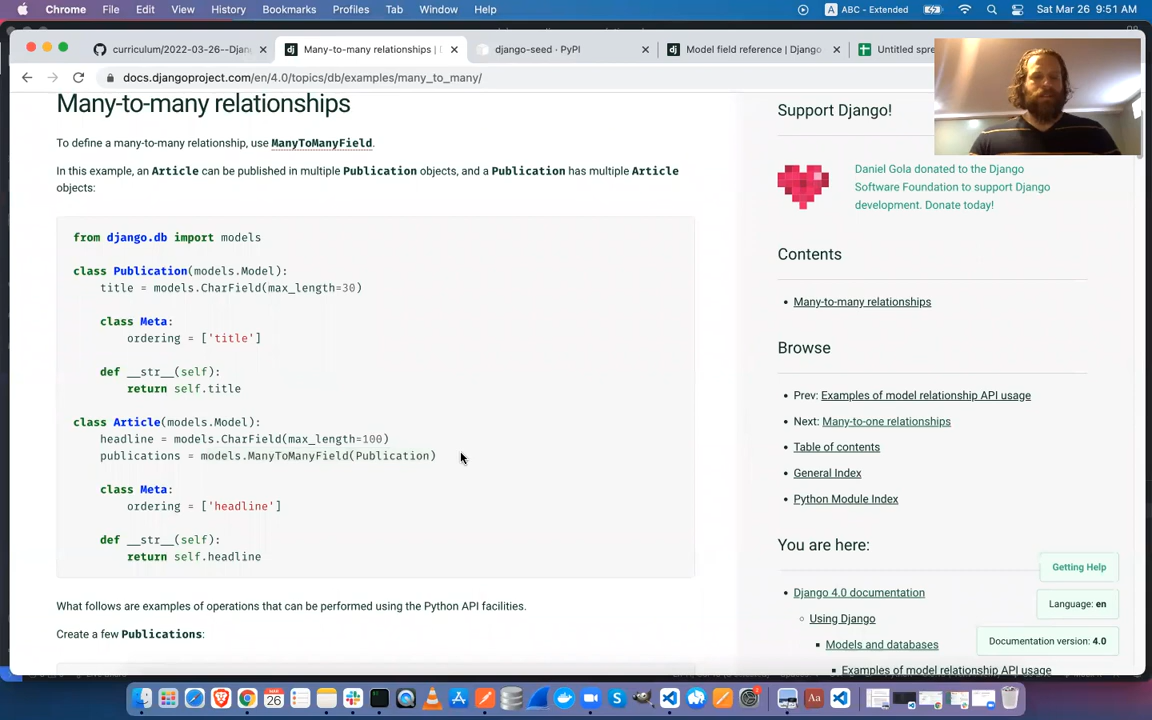 Chrome File Edit View History Bookmarks Profiles Tab Window Help
A ABC - Extended Sat Mar 26 9:51 AM
curriculum/2022-03-26--Djan
Many-to-many relationships |
django-seed · PyPI
Model field reference | Django
Untitled spre
docs.djangoproject.com/en/4.0/topics/db/examples/many_to_many/
Many-to-many relationships
To define a many-to-many relationship, use ManyToManyField.
In this example, an Article can be published in multiple Publication objects, and a Publication has multiple Article
objects:
from django.db import models
class Publication(models.Model):
title = models.CharField(max_length=30)
class Meta:
ordering = ['title']
def __str__(self):
return self.title
class Article(models.Model):
headline = models.CharField(max_length=100)
publications = models.ManyToManyField(Publication)
class Meta:
ordering = ['headline']
def __str__(self):
return self.headline
What follows are examples of operations that can be performed using the Python API facilities.
Create a few Publications:
Support Django!
Daniel Gola donated to the Django
Software Foundation to support Django
development. Donate today!
Contents
Many-to-many relationships
Browse
Prev: Examples of model relationship API usage
Next: Many-to-one relationships
Table of contents
General Index
Python Module Index
You are here:
Django 4.0 documentation
Using Django
Models and databases
Examples of model relationship API usage
Getting Help
Language: en
Documentation version: 4.0